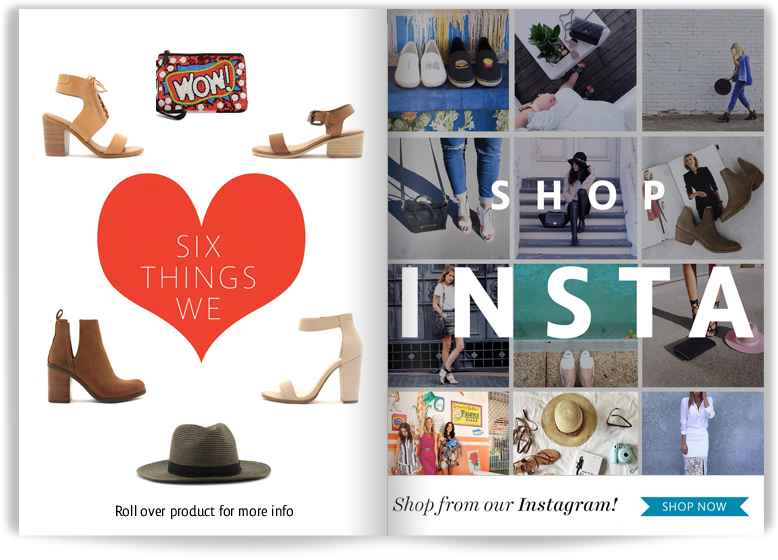 WOW!
SIX
THINGS
WE
Roll over product for more info
SHOP
INSTA
Shop from our Instagram!
SHOP NOW